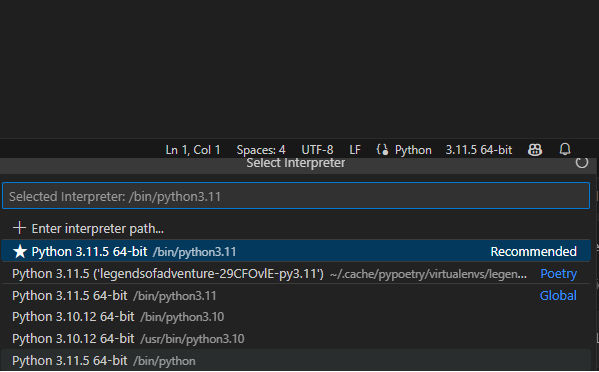 Ln 1, Col 1 Spaces: 4 UTF-8 LF Python 3.11.5 64-bit
Select Interpreter
Selected Interpreter: /bin/python3.11
+ Enter interpreter path...
★ Python 3.11.5 64-bit /bin/python3.11 Recommended
Python 3.11.5 ('legendsofadventure-29CFOvlE-py3.11') ~/.cache/pypoetry/virtualenvs/legen... Poetry
Python 3.11.5 64-bit /bin/python3.11 Global
Python 3.10.12 64-bit /bin/python3.10
Python 3.10.12 64-bit /usr/bin/python3.10
Python 3.11.5 64-bit /bin/python